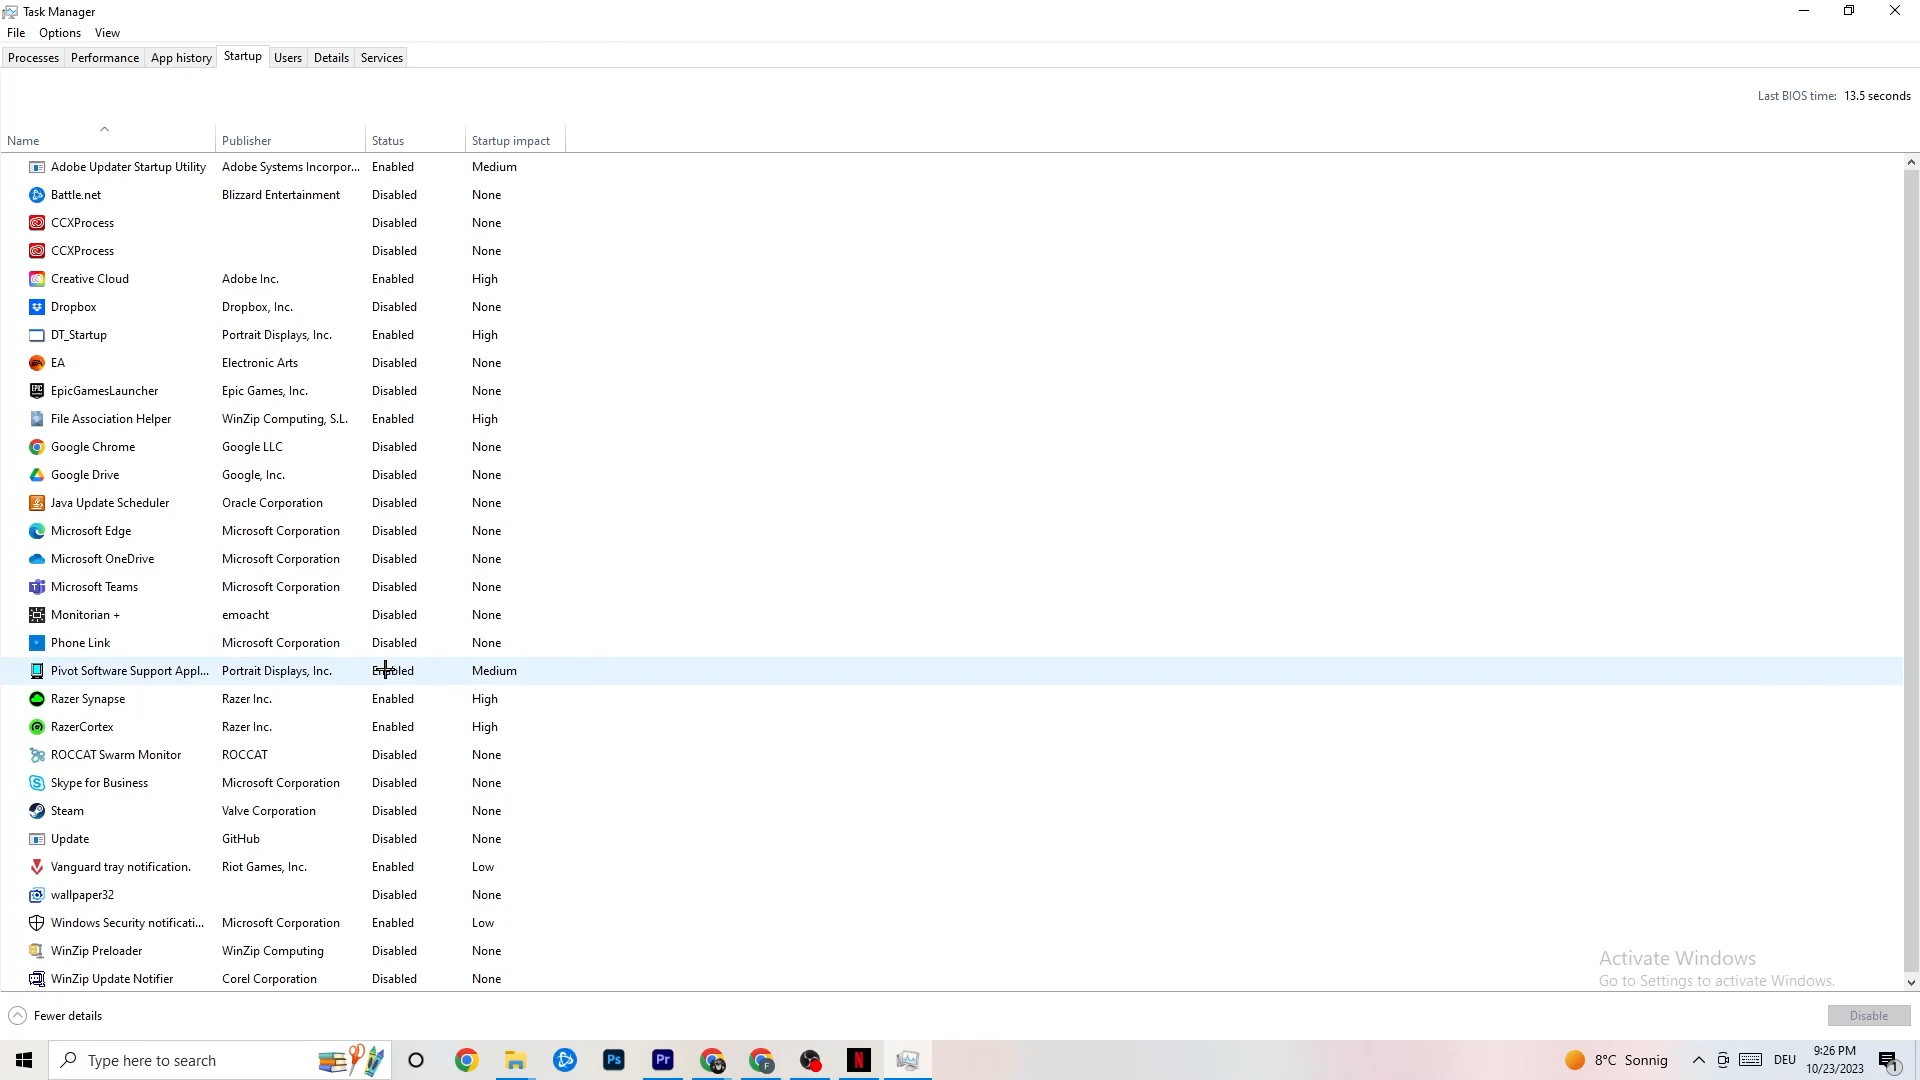 Task Manager
File Options View
Processes Performance App history Startup Users Details Services
Last BIOS time: 13.5 seconds
Name Publisher Status Startup impact
Adobe Updater Startup Utility Adobe Systems Incorpor... Enabled Medium
Battle.net Blizzard Entertainment Disabled None
CCXProcess Disabled None
CCXProcess Disabled None
Creative Cloud Adobe Inc. Enabled High
Dropbox Dropbox, Inc. Disabled None
DT_Startup Portrait Displays, Inc. Enabled High
EA Electronic Arts Disabled None
EpicGamesLauncher Epic Games, Inc. Disabled None
File Association Helper WinZip Computing, S.L. Enabled High
Google Chrome Google LLC Disabled None
Google Drive Google, Inc. Disabled None
Java Update Scheduler Oracle Corporation Disabled None
Microsoft Edge Microsoft Corporation Disabled None
Microsoft OneDrive Microsoft Corporation Disabled None
Microsoft Teams Microsoft Corporation Disabled None
Monitorian + emoacht Disabled None
Phone Link Microsoft Corporation Disabled None
Pivot Software Support Appl... Portrait Displays, Inc. Enabled Medium
Razer Synapse Razer Inc. Enabled High
RazerCortex Razer Inc. Enabled High
ROCCAT Swarm Monitor ROCCAT Disabled None
Skype for Business Microsoft Corporation Disabled None
Steam Valve Corporation Disabled None
Update GitHub Disabled None
Vanguard tray notification. Riot Games, Inc. Enabled Low
wallpaper32 Disabled None
Windows Security notificati... Microsoft Corporation Enabled Low
WinZip Preloader WinZip Computing Disabled None
WinZip Update Notifier Corel Corporation Disabled None
Activate Windows
Go to Settings to activate Windows.
Fewer details Disable
Type here to search Ps Pr F N 8°C Sonnig DEU 9:26 PM
10/23/2023 1